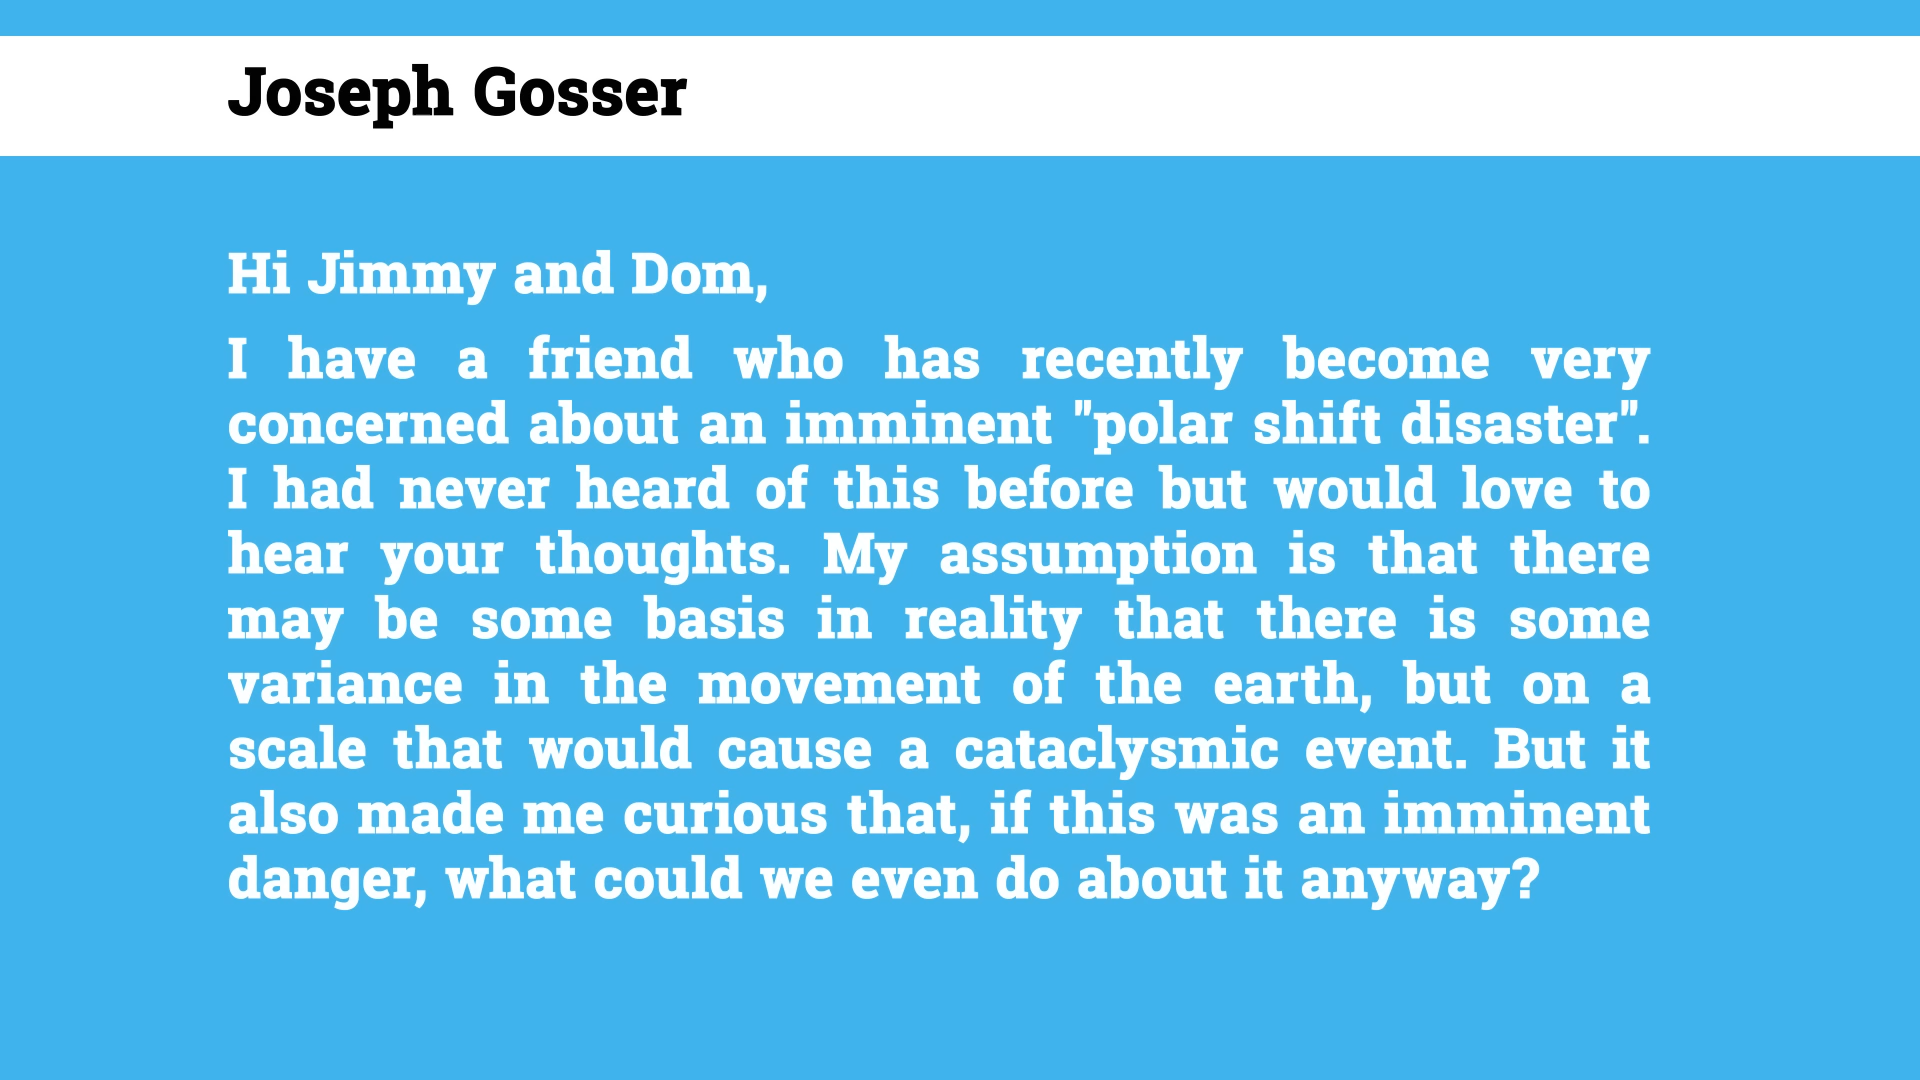 Joseph Gosser
Hi Jimmy and Dom,
I have a friend who has recently become very
concerned about an imminent "polar shift disaster".
I had never heard of this before but would love to
hear your thoughts. My assumption is that there
may be some basis in reality that there is some
variance in the movement of the earth, but on a
scale that would cause a cataclysmic event. But it
also made me curious that, if this was an imminent
danger, what could we even do about it anyway?